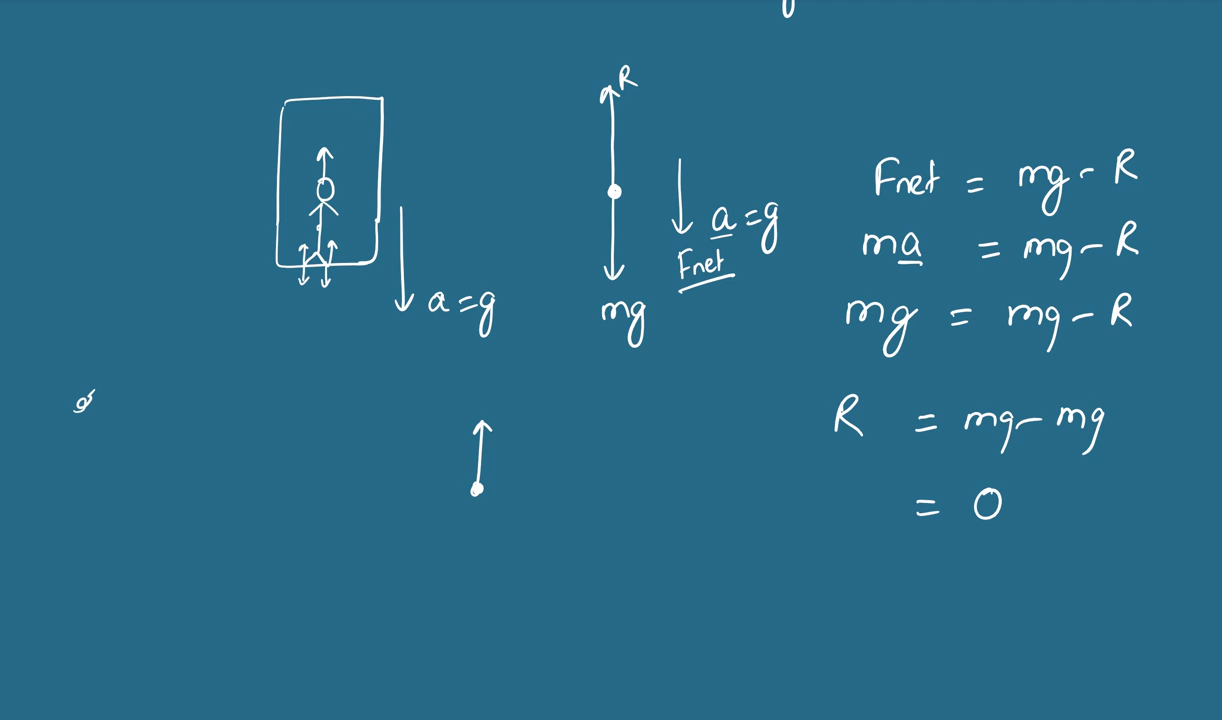 R
a = g
Fnet
mg
a = g
Fnet = mg - R
ma = mg - R
mg = mg - R
R = mg - mg
= 0